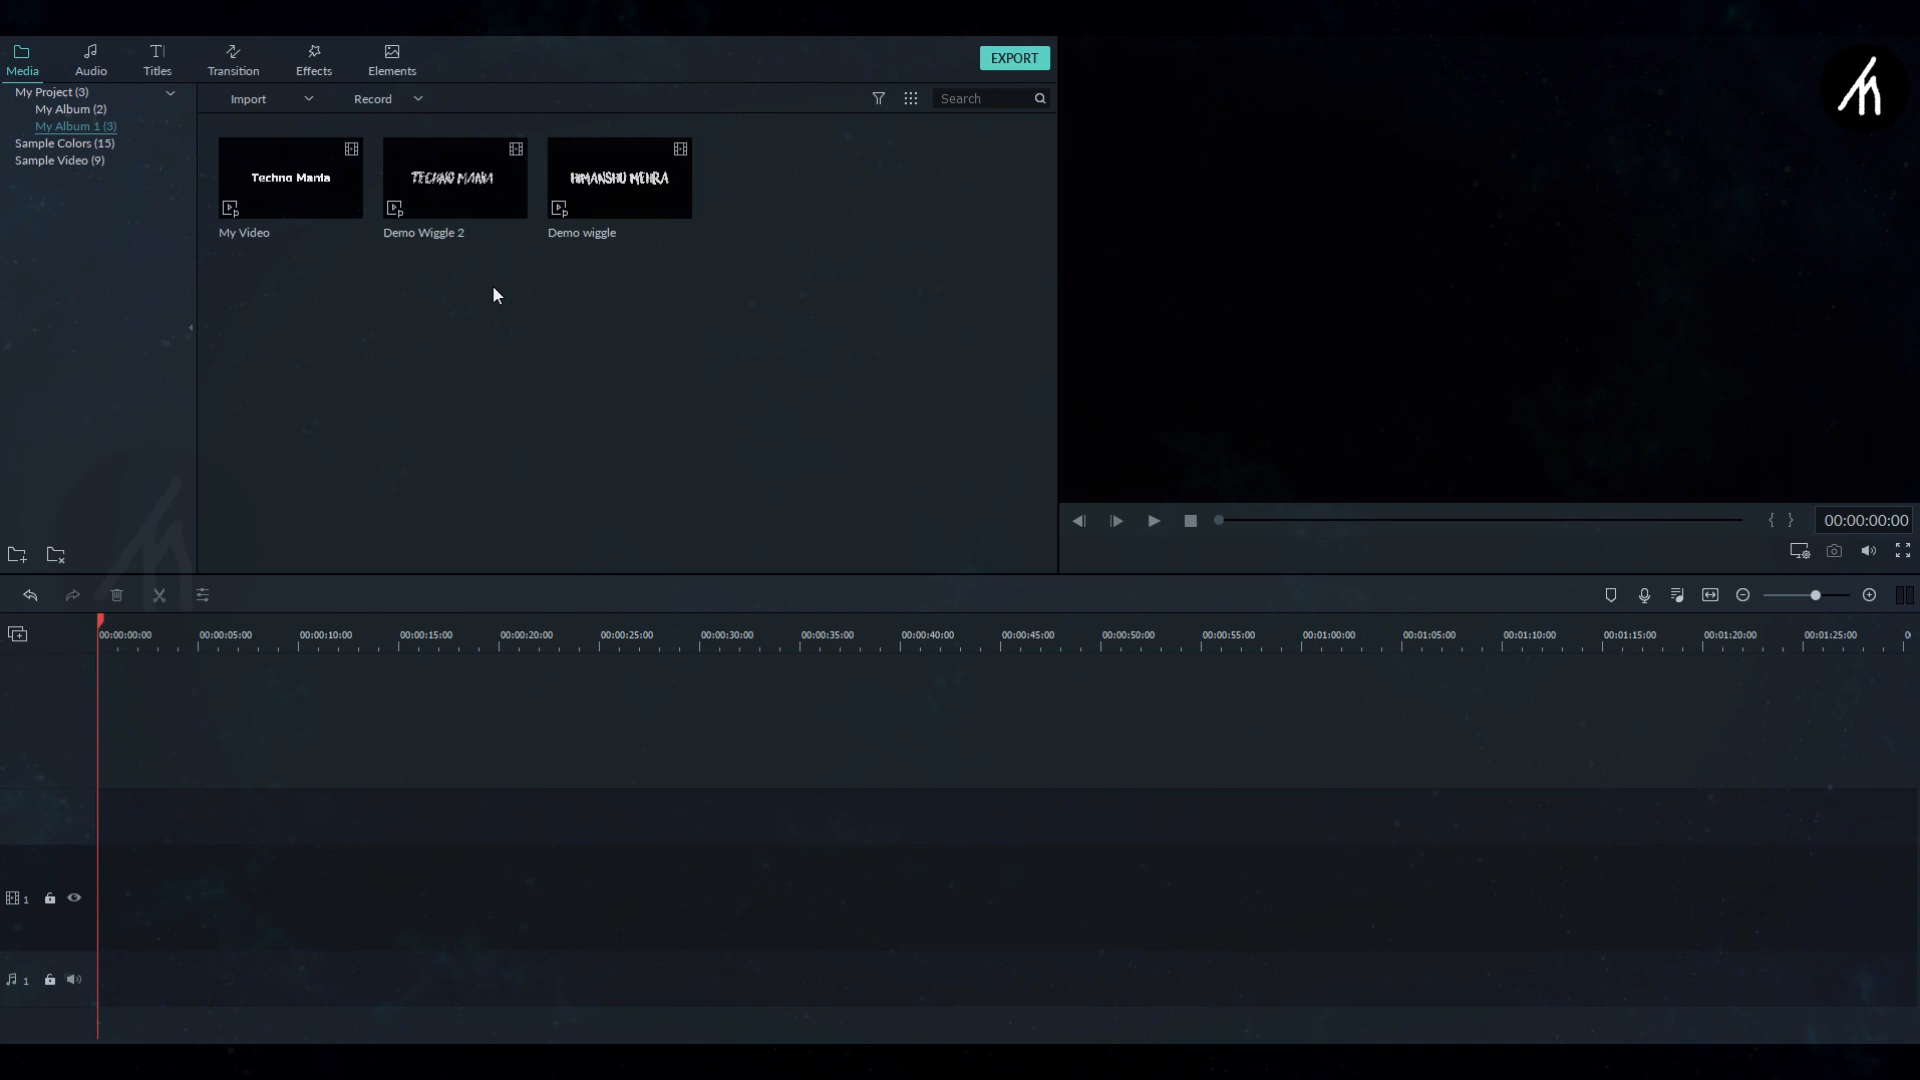 Media Audio Titles Transition Effects Elements EXPORT
My Project (3)
My Album (2)
My Album 1 (3)
Sample Colors (15)
Sample Video (9)
Import Record Search
Techno Mania TECHNO MANIA HIMANSHU MEHRA
My Video Demo Wiggle 2 Demo wiggle
{ } 00:00:00:00
00:00:00:00 00:00:05:00 00:00:10:00 00:00:15:00 00:00:20:00 00:00:25:00 00:00:30:00 00:00:35:00 00:00:40:00 00:00:45:00 00:00:50:00 00:00:55:00 00:01:00:00 00:01:05:00 00:01:10:00 00:01:15:00 00:01:20:00 00:01:25:00 0
1
1